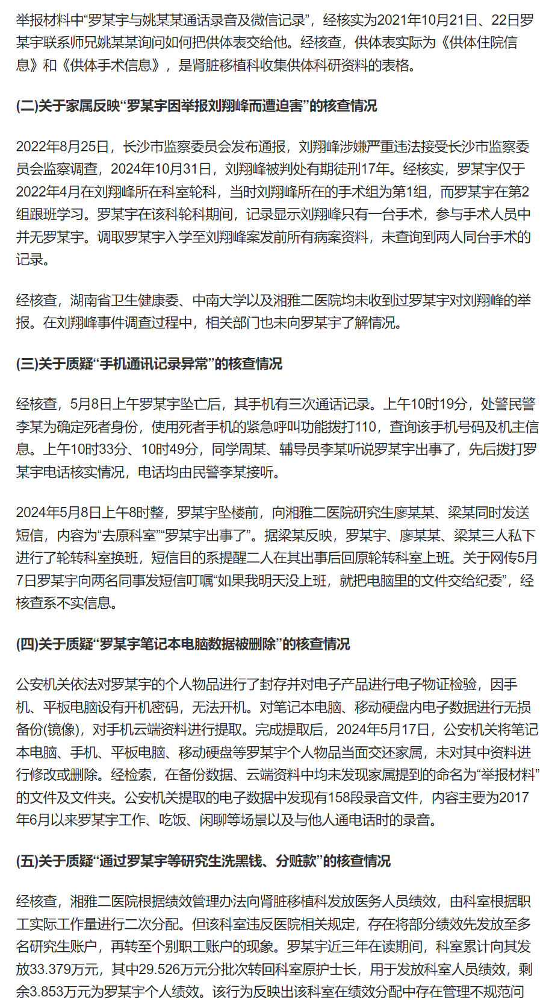 举报材料中“罗某宇与姚某某通话录音及微信记录”，经核实为2021年10月21日、22日罗
某宇联系师兄姚某某询问如何把供体表交给他。经核查，供体表实际为《供体住院信
息》和《供体手术信息》，是肾脏移植科收集供体科研资料的表格。
(二)关于家属反映“罗某宇因举报刘翔峰而遭迫害”的核查情况
2022年8月25日，长沙市监察委员会发布通报，刘翔峰涉嫌严重违法接受长沙市监察委
员会监察调查，2024年10月31日，刘翔峰被判处有期徒刑17年。经核实，罗某宇仅于
2022年4月在刘翔峰所在科室轮科，当时刘翔峰所在的手术组为第1组，而罗某宇在第2
组跟班学习。罗某宇在该科轮科期间，记录显示刘翔峰只有一台手术，参与手术人员中
并无罗某宇。调取罗某宇入学至刘翔峰案发前所有病案资料，未查询到两人同台手术的
记录。
经核查，湖南省卫生健康委、中南大学以及湘雅二医院均未收到过罗某宇对刘翔峰的举
报。在刘翔峰事件调查过程中，相关部门也未向罗某宇了解情况。
(三)关于质疑“手机通讯记录异常”的核查情况
经核查，5月8日上午罗某宇坠亡后，其手机有三次通话记录。上午10时19分，处警民警
李某为确定死者身份，使用死者手机的紧急呼叫功能拨打110，查询该手机号码及机主信
息。上午10时33分、10时49分，同学周某、辅导员李某听说罗某宇出事了，先后拨打罗
某宇电话核实情况，电话均由民警李某接听。
2024年5月8日上午8时整，罗某宇坠楼前，向湘雅二医院研究生廖某某、梁某同时发送
短信，内容为“去原科室”“罗某宇出事了”。据梁某反映，罗某宇、廖某某、梁某三人私下
进行了轮转科室换班，短信目的系提醒二人在其出事后回原轮转科室上班。关于网传5月
7日罗某宇向两名同事发短信叮嘱“如果我明天没上班，就把电脑里的文件交给纪委”，经
核查系不实信息。
(四)关于质疑“罗某宇笔记本电脑数据被删除”的核查情况
公安机关依法对罗某宇的个人物品进行了封存并对电子产品进行电子物证检验，因手
机、平板电脑设有开机密码，无法开机。对笔记本电脑、移动硬盘内电子数据进行无损
备份(镜像)，对手机云端资料进行提取。完成提取后，2024年5月17日，公安机关将笔记
本电脑、手机、平板电脑、移动硬盘等罗某宇个人物品当面交还家属，未对其中资料进
行修改或删除。经检索，在备份数据、云端资料中均未发现家属提到的命名为“举报材料”
的文件及文件夹。公安机关提取的电子数据中发现有158段录音文件，内容主要为2017
年6月以来罗某宇工作、吃饭、闲聊等场景以及与他人通电话时的录音。
(五)关于质疑“通过罗某宇等研究生洗黑钱、分赃款”的核查情况
经核查，湘雅二医院根据绩效管理办法向肾脏移植科发放医务人员绩效，由科室根据职
工实际工作量进行二次分配。但该科室违反医院相关规定，存在将部分绩效先发放至多
名研究生账户，再转至个别职工账户的现象。罗某宇近三年在读期间，科室累计向其发
放33.379万元，其中29.526万元分批次转回科室原护士长，用于发放科室人员绩效，剩
余3.853万元为罗某宇个人绩效。该行为反映出该科室在绩效分配中存在管理不规范问